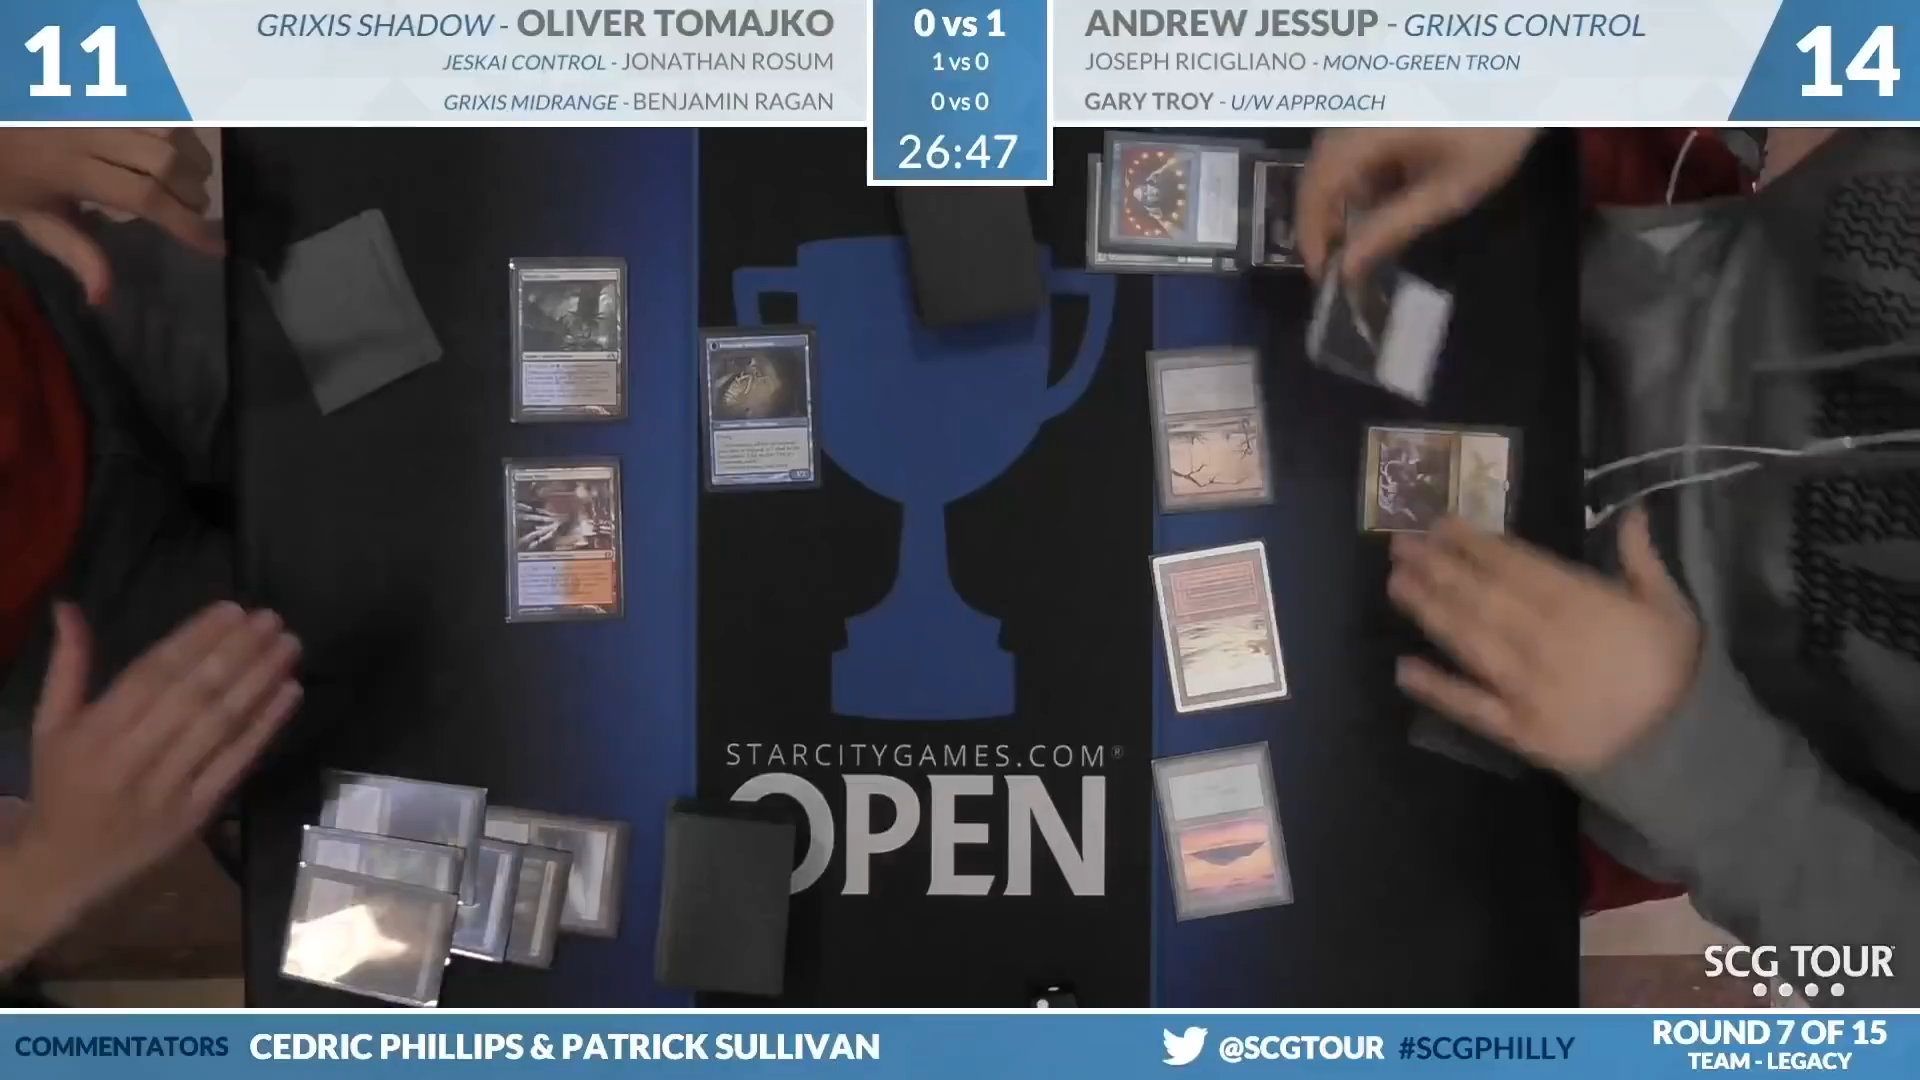 11
GRIXIS SHADOW - OLIVER TOMAJKO
JESKAI CONTROL - JONATHAN ROSUM
GRIXIS MIDRANGE - BENJAMIN RAGAN
0 vs 1
1 vs 0
0 vs 0
26:47
ANDREW JESSUP - GRIXIS CONTROL
JOSEPH RICIGLIANO - MONO-GREEN TRON
GARY TROY - U/W APPROACH
14
STARCITYGAMES.COM®
OPEN
SCG TOUR
COMMENTATORS CEDRIC PHILLIPS & PATRICK SULLIVAN
@SCGTOUR #SCGPHILLY
ROUND 7 OF 15
TEAM - LEGACY